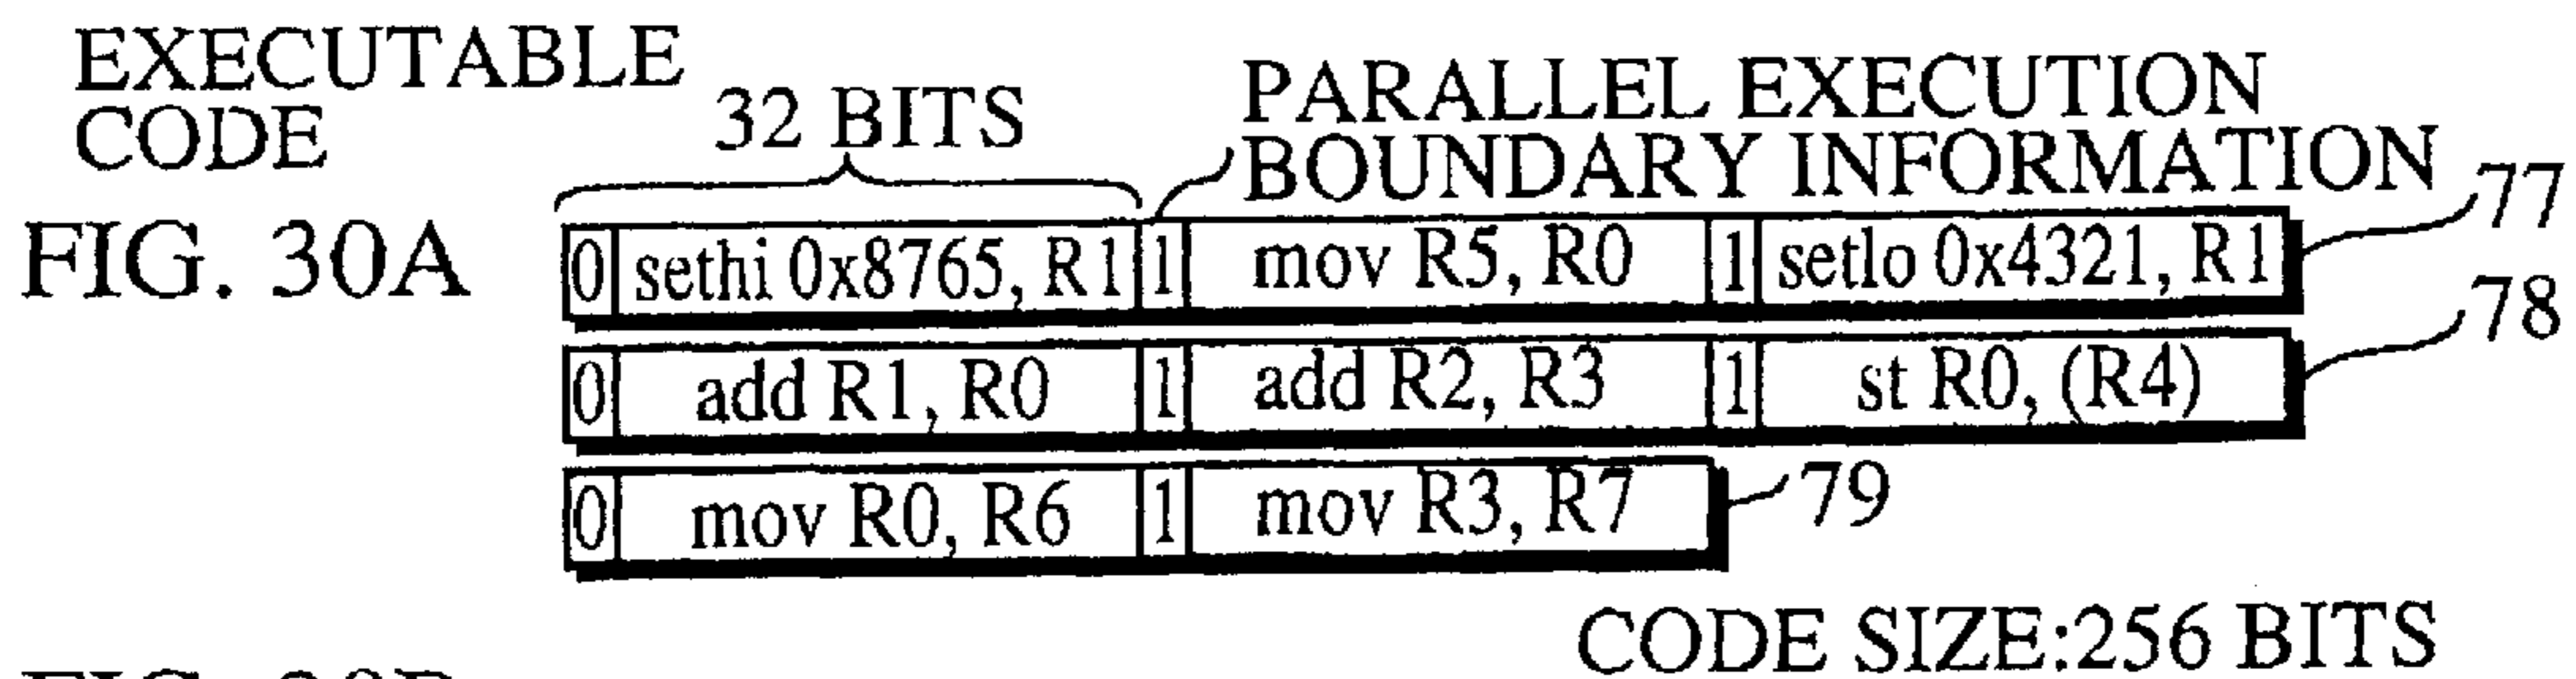 EXECUTABLE
CODE
32 BITS
PARALLEL EXECUTION
BOUNDARY INFORMATION
FIG. 30A
0 sethi 0x8765, R1 1 mov R5, R0 1 setlo 0x4321, R1 77
0 add R1, R0 1 add R2, R3 1 st R0, (R4) 78
0 mov R0, R6 1 mov R3, R7 79
CODE SIZE:256 BITS